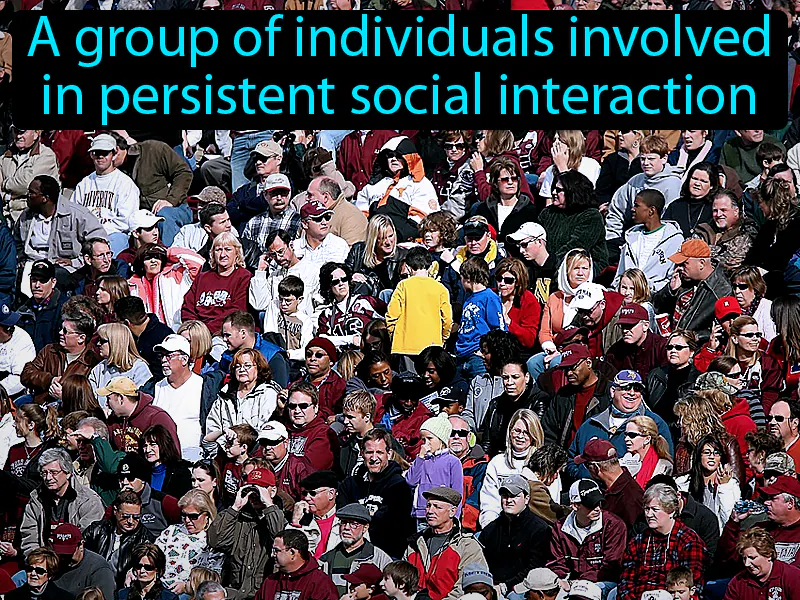 A group of individuals involved
in persistent social interaction